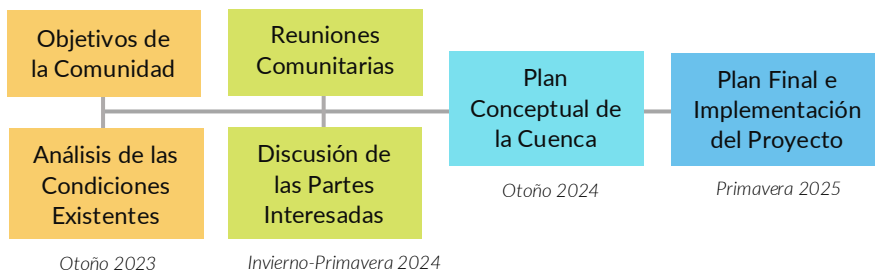 Objetivos de
la Comunidad
Análisis de las
Condiciones
Existentes
Otoño 2023
Reuniones
Comunitarias
Discusión de
las Partes
Interesadas
Invierno-Primavera 2024
Plan
Conceptual de
la Cuenca
Otoño 2024
Plan Final e
Implementación
del Proyecto
Primavera 2025